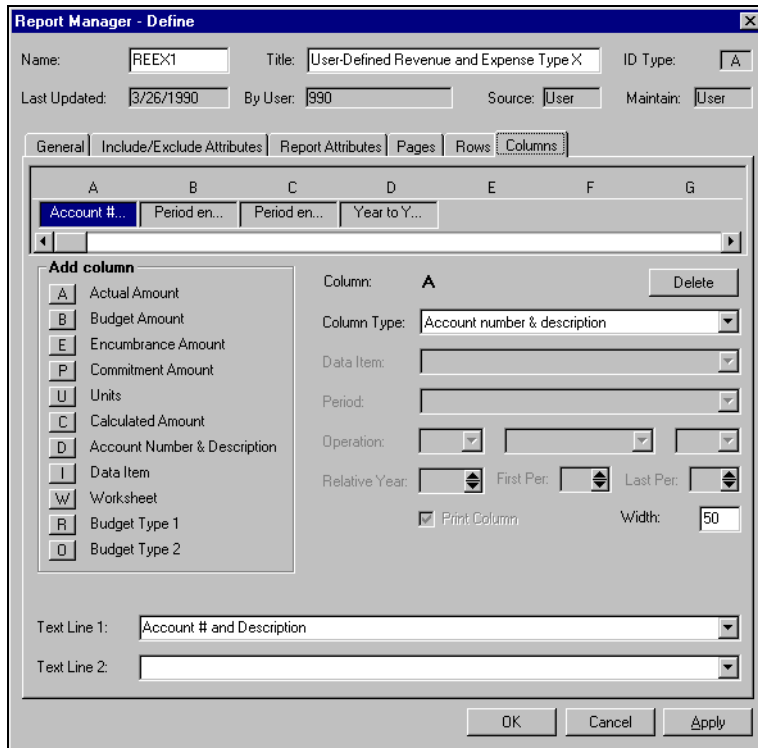 Report Manager - Define
Name: REEX1 Title: User-Defined Revenue and Expense Type X ID Type: A
Last Updated: 3/26/1990 By User: 990 Source: User Maintain: User
General Include/Exclude Attributes Report Attributes Pages Rows Columns
A B C D E F G
Account #... Period en... Period en... Year to Y...
Add column
A Actual Amount
B Budget Amount
E Encumbrance Amount
P Commitment Amount
U Units
C Calculated Amount
D Account Number & Description
I Data Item
W Worksheet
R Budget Type 1
O Budget Type 2
Column: A Delete
Column Type: Account number & description
Data Item:
Period:
Operation:
Relative Year: First Per: Last Per:
Print Column Width: 50
Text Line 1: Account # and Description
Text Line 2:
OK Cancel Apply